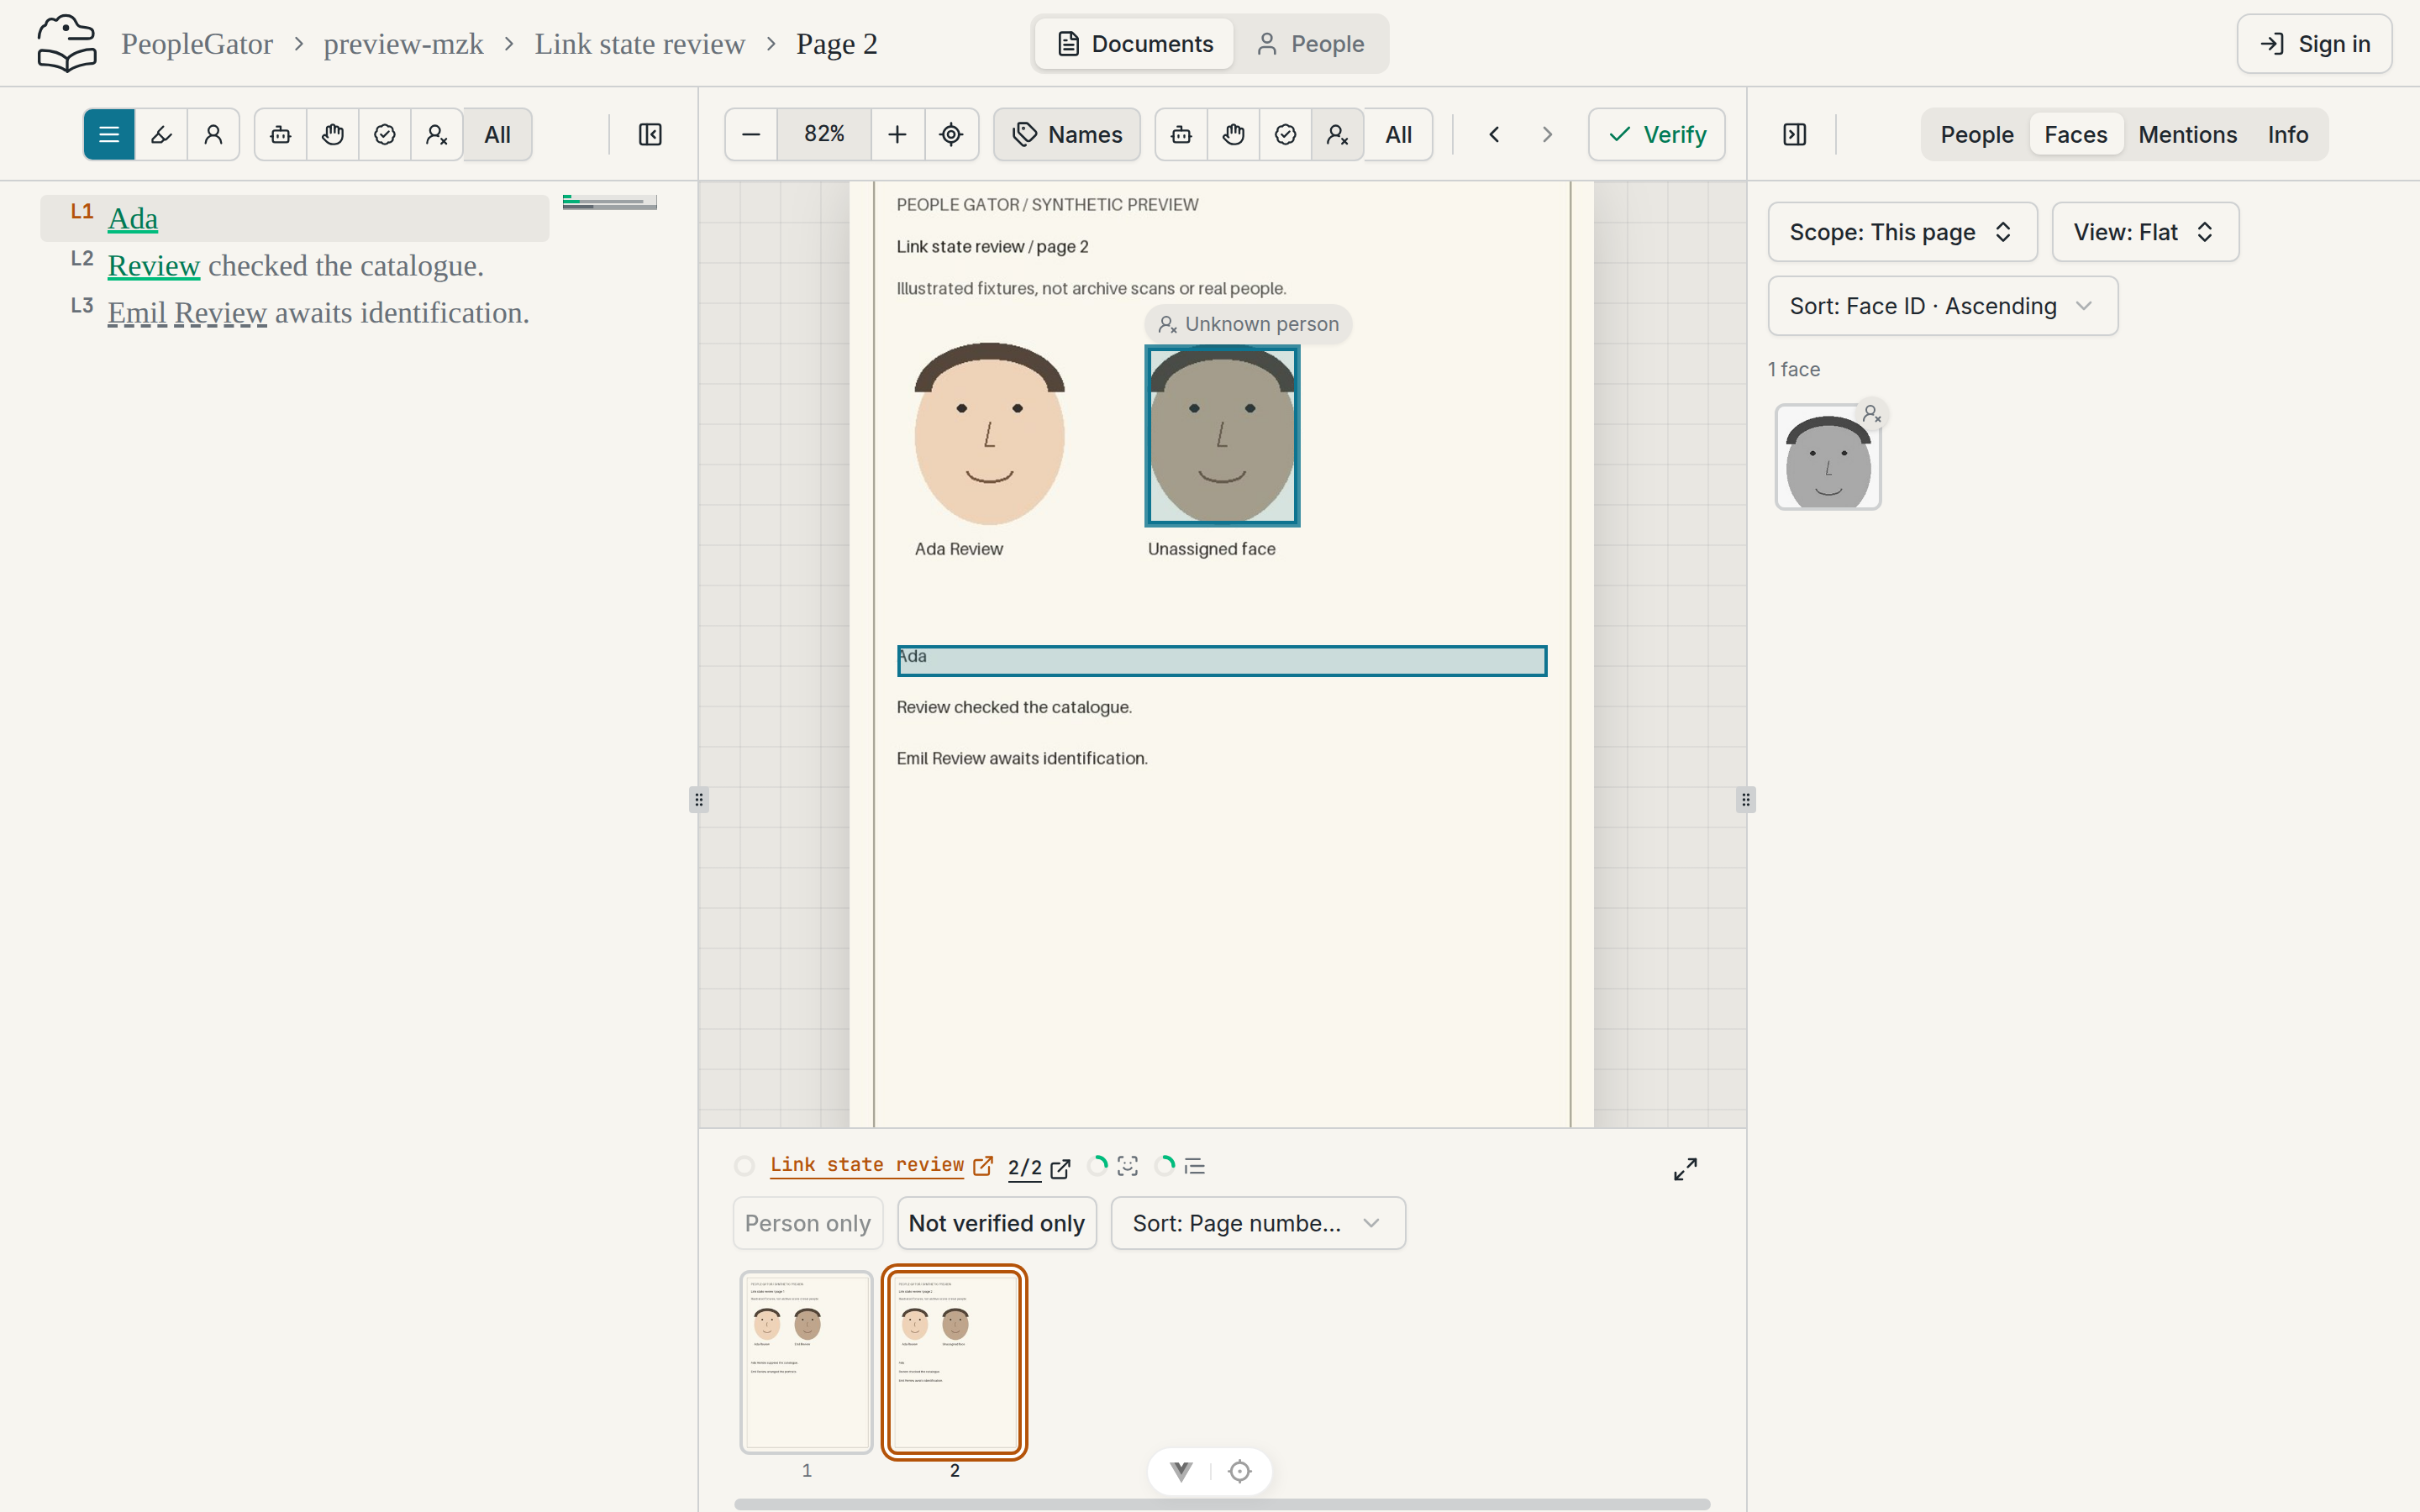 PeopleGator > preview-mzk > Link state review > Page 2
Documents
People
Sign in
All
82%
Names
All
Verify
People
Faces
Mentions
Info
L1 Ada
L2 Review checked the catalogue.
L3 Emil Review awaits identification.
PEOPLE GATOR / SYNTHETIC PREVIEW
Link state review / page 2
Illustrated fixtures, not archive scans or real people.
Unknown person
Ada Review
Unassigned face
Ada
Review checked the catalogue.
Emil Review awaits identification.
Scope: This page
View: Flat
Sort: Face ID · Ascending
1 face
Link state review
2/2
Person only
Not verified only
Sort: Page numbe...
1
2